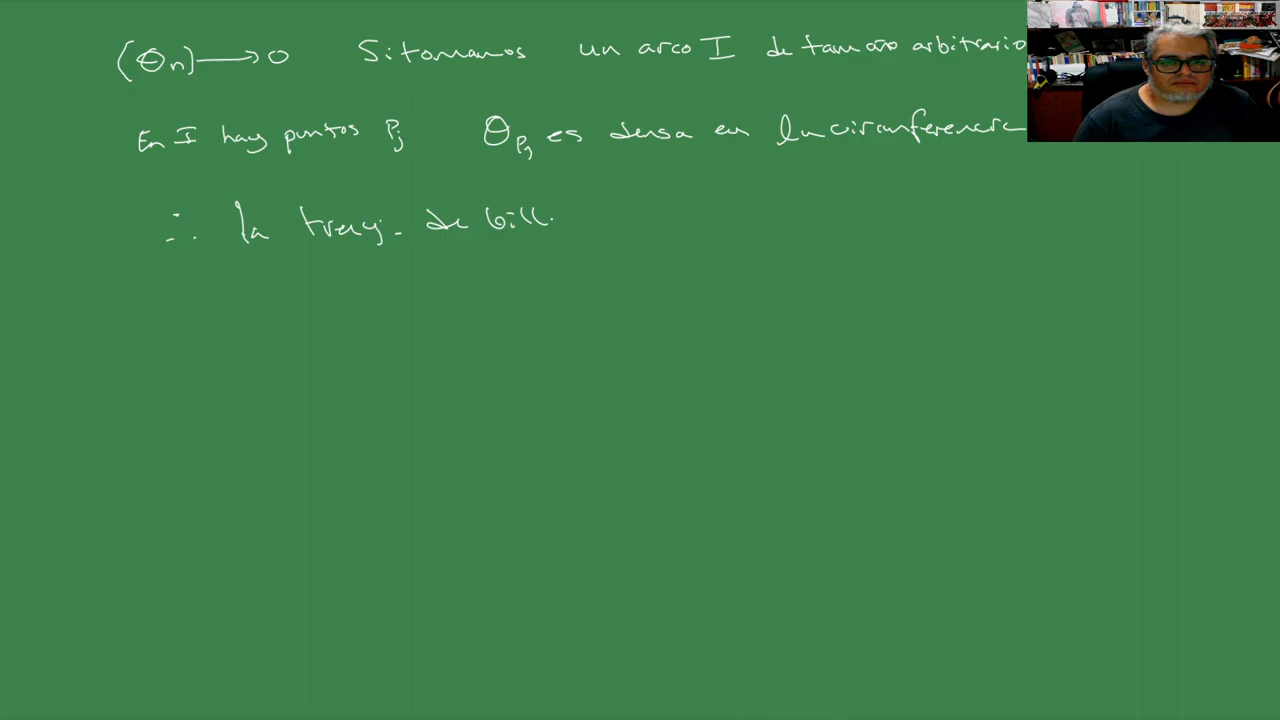 (θn) → 0 Si tomamos un arco I de tamaño arbitrario
En I hay puntos Pj θPj es densa en la circunferencia
∴ la tray. de bill.